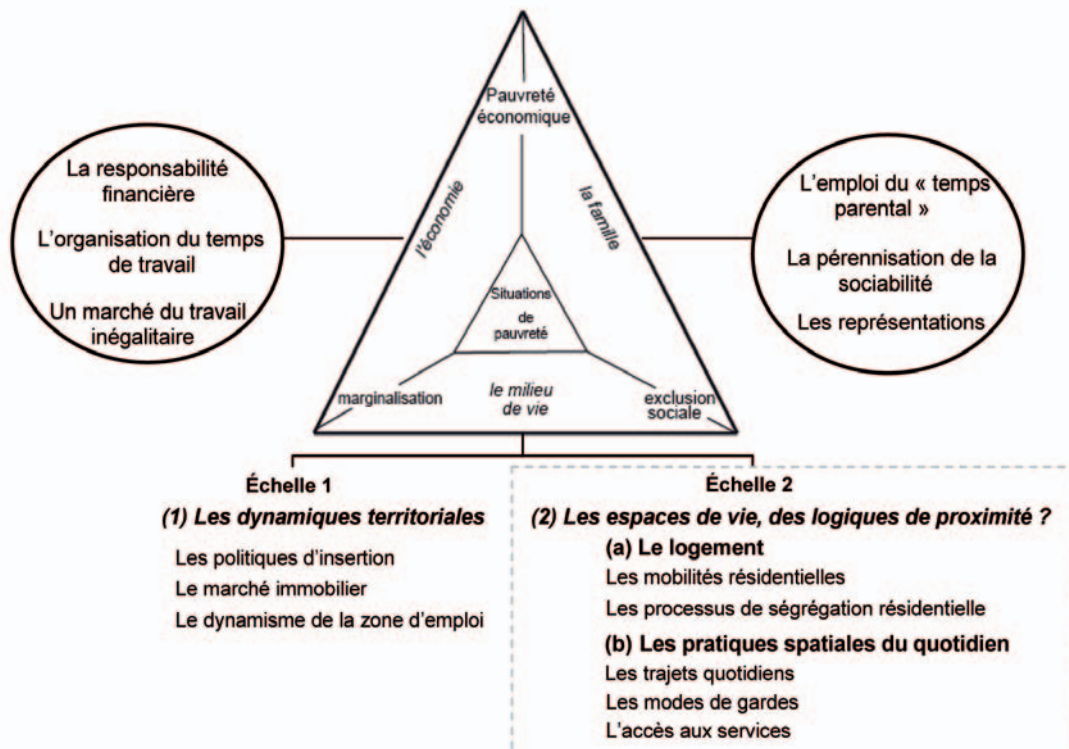 Pauvreté
économique
La responsabilité
financière
L'organisation du temps
de travail
Un marché du travail
inégalitaire
l'économie
la famille
L'emploi du « temps
parental »
La pérennisation de la
sociabilité
Les représentations
Situations
de
pauvreté
marginalisation
le milieu
de vie
exclusion
sociale
Échelle 1
(1) Les dynamiques territoriales
Les politiques d'insertion
Le marché immobilier
Le dynamisme de la zone d'emploi
Échelle 2
(2) Les espaces de vie, des logiques de proximité ?
(a) Le logement
Les mobilités résidentielles
Les processus de ségrégation résidentielle
(b) Les pratiques spatiales du quotidien
Les trajets quotidiens
Les modes de gardes
L'accès aux services